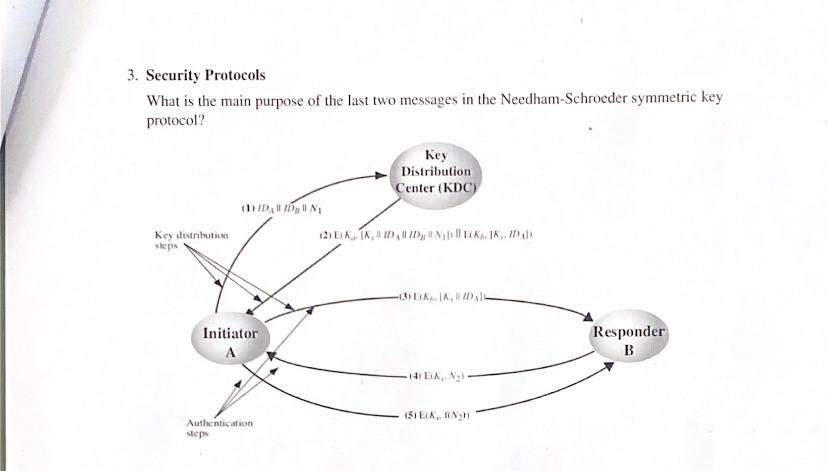 3. Security Protocols
What is the main purpose of the last two messages in the Needham-Schroeder symmetric key
protocol?
Key
Distribution
Center (KDC)
(1) ID_A || ID_B || N_1
Key distribution
steps
(2) E(K_a, [K_s || ID_A || ID_B || N_1]) || E(K_b, [K_s, ID_A])
(3) E(K_b, [K_s || ID_A])
Initiator
A
Responder
B
(4) E(K_s, N_2)
(5) E(K_s, f(N_2))
Authentication
steps